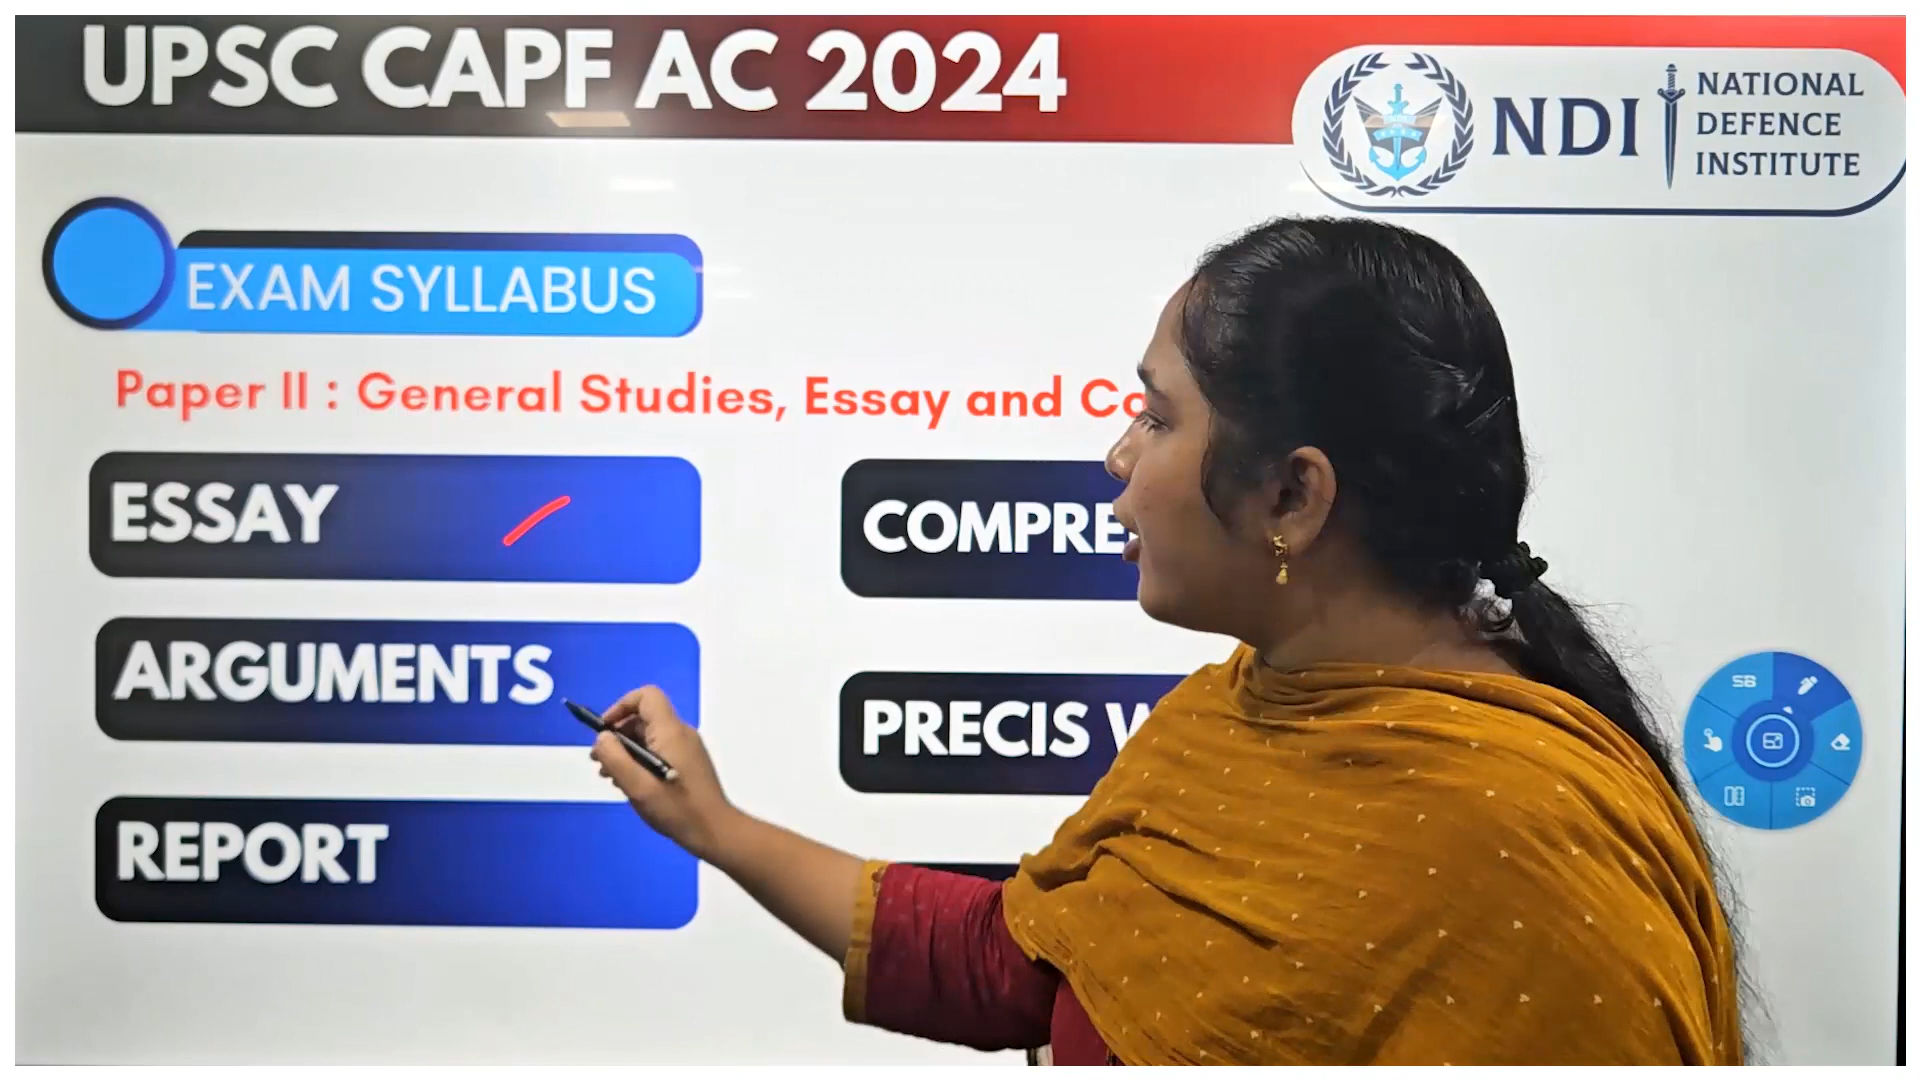 UPSC CAPF AC 2024
NDI
NATIONAL
DEFENCE
INSTITUTE
EXAM SYLLABUS
Paper II : General Studies, Essay and
ESSAY
ARGUMENTS
REPORT
PRECIS
SB